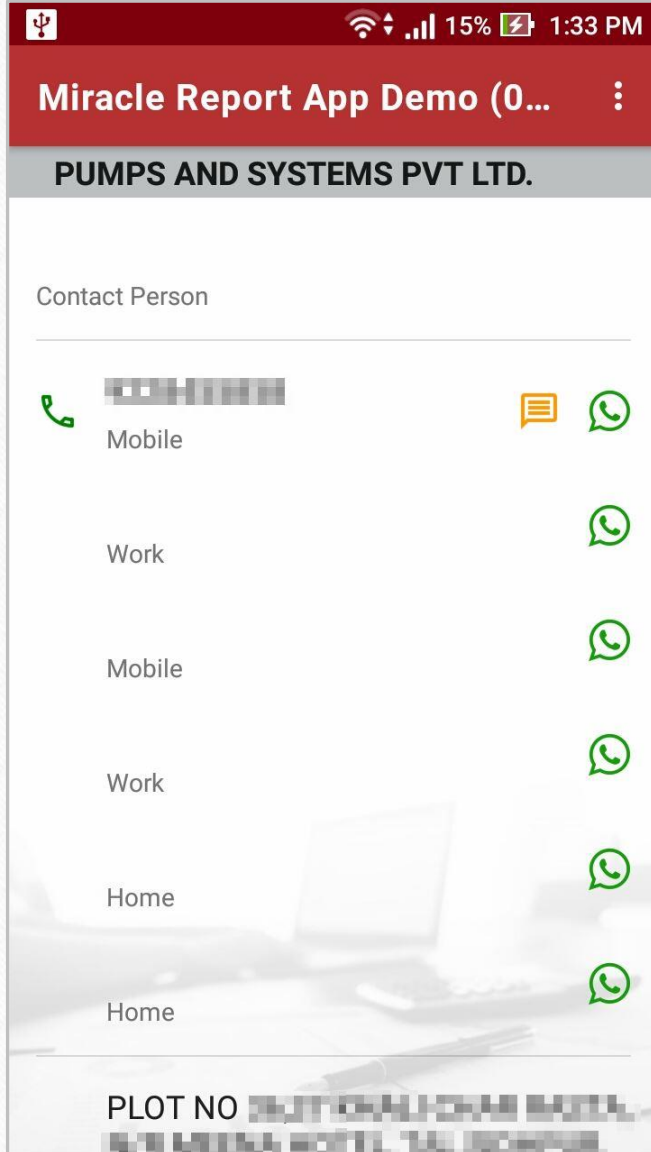 15% 1:33 PM
Miracle Report App Demo (0...
PUMPS AND SYSTEMS PVT LTD.
Contact Person
Mobile
Work
Mobile
Work
Home
Home
PLOT NO